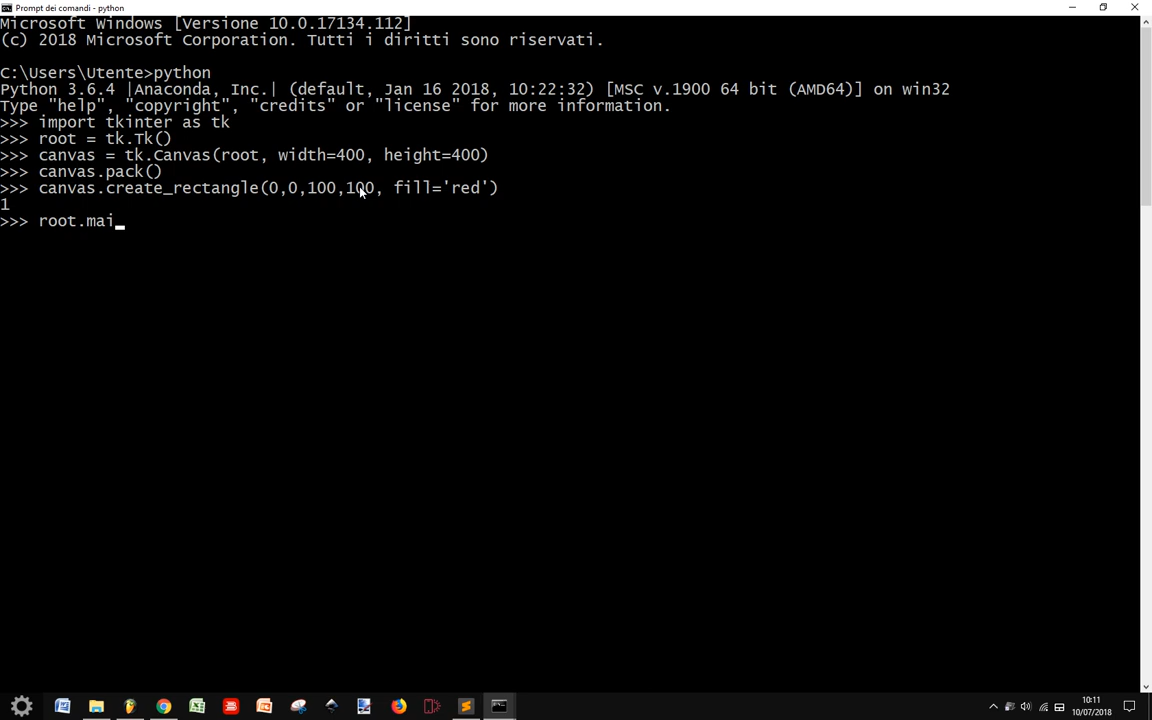 Prompt dei comandi - python
Microsoft Windows [Versione 10.0.17134.112]
(c) 2018 Microsoft Corporation. Tutti i diritti sono riservati.
C:\Users\Utente>python
Python 3.6.4 |Anaconda, Inc.| (default, Jan 16 2018, 10:22:32) [MSC v.1900 64 bit (AMD64)] on win32
Type "help", "copyright", "credits" or "license" for more information.
>>> import tkinter as tk
>>> root = tk.Tk()
>>> canvas = tk.Canvas(root, width=400, height=400)
>>> canvas.pack()
>>> canvas.create_rectangle(0,0,100,100, fill='red')
1
>>> root.mai_
10:11
10/07/2018